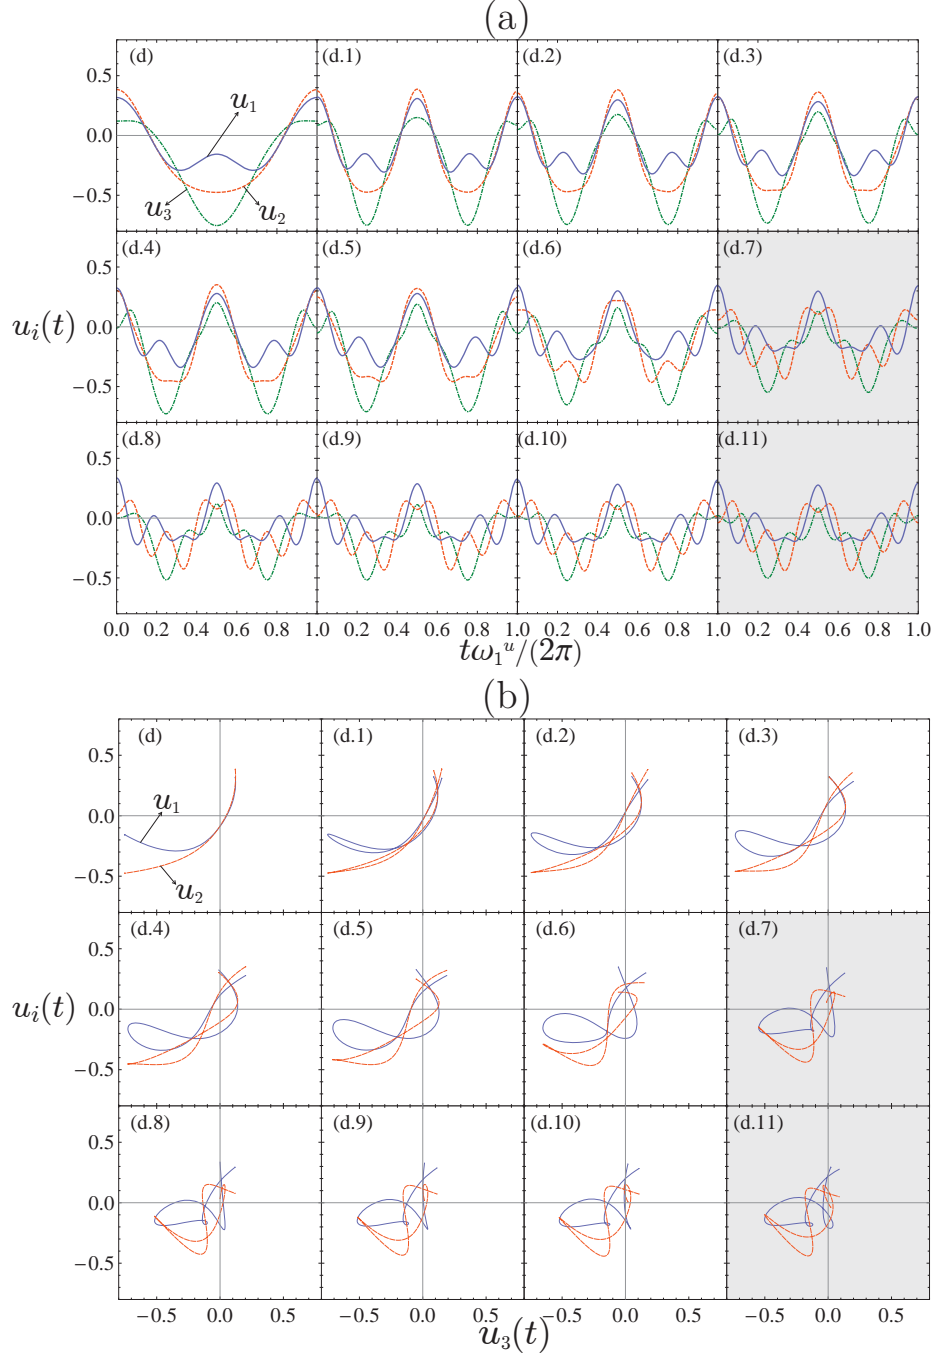 (a)
(d) (d.1) (d.2) (d.3)
0.5
0.0
−0.5
u₁
u₃ u₂
(d.4) (d.5) (d.6) (d.7)
0.5
0.0
−0.5
uᵢ(t)
(d.8) (d.9) (d.10) (d.11)
0.5
0.0
−0.5
0.0 0.2 0.4 0.6 0.8 1.0 0.2 0.4 0.6 0.8 1.0 0.2 0.4 0.6 0.8 1.0 0.2 0.4 0.6 0.8 1.0
tω₁ᵘ/(2π)
(b)
(d) (d.1) (d.2) (d.3)
0.5
0.0
−0.5
u₁
u₂
(d.4) (d.5) (d.6) (d.7)
0.5
0.0
−0.5
uᵢ(t)
(d.8) (d.9) (d.10) (d.11)
0.5
0.0
−0.5
−0.5 0.0 0.5 −0.5 0.0 0.5 −0.5 0.0 0.5 −0.5 0.0 0.5
u₃(t)